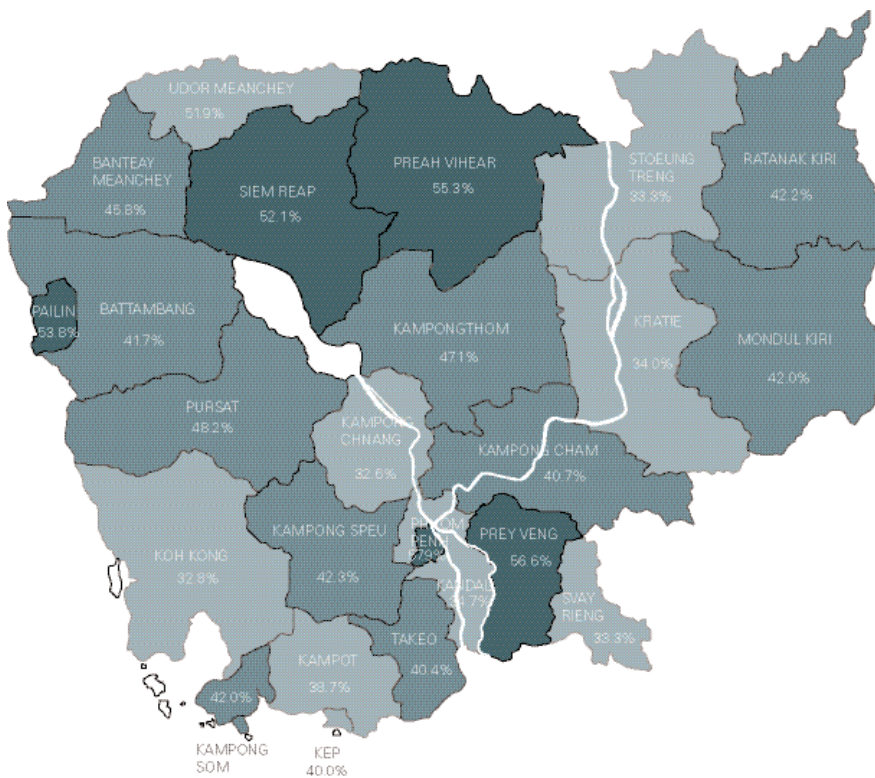 UDOR MEANCHEY
51.9%
BANTEAY
MEANCHEY
45.8%
SIEM REAP
52.1%
PREAH VIHEAR
55.3%
STOEUNG
TRENG
33.3%
RATANAK KIRI
42.2%
PAILIN
53.8%
BATTAMBANG
41.7%
KAMPONGTHOM
47.1%
KRATIE
34.0%
MONDUL KIRI
42.0%
PURSAT
48.2%
KAMPONG
CHNANG
32.6%
KAMPONG CHAM
40.7%
KOH KONG
32.8%
KAMPONG SPEU
42.3%
PHNOM
PENH
PREY VENG
56.6%
KANDAL
SVAY
RIENG
33.3%
TAKEO
40.4%
KAMPOT
42.0%
KAMPONG
SOM
KEP
40.0%